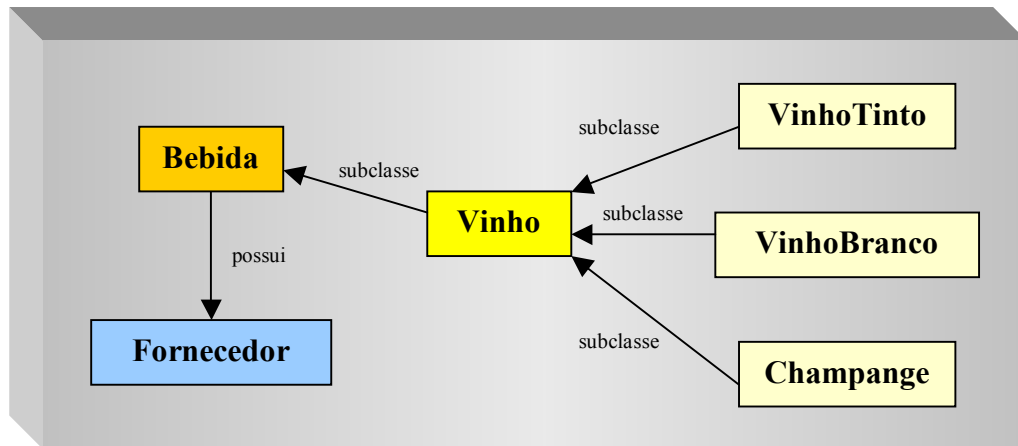 VinhoTinto
subclasse
Bebida
subclasse
Vinho
subclasse
VinhoBranco
possui
Fornecedor
subclasse
Champange